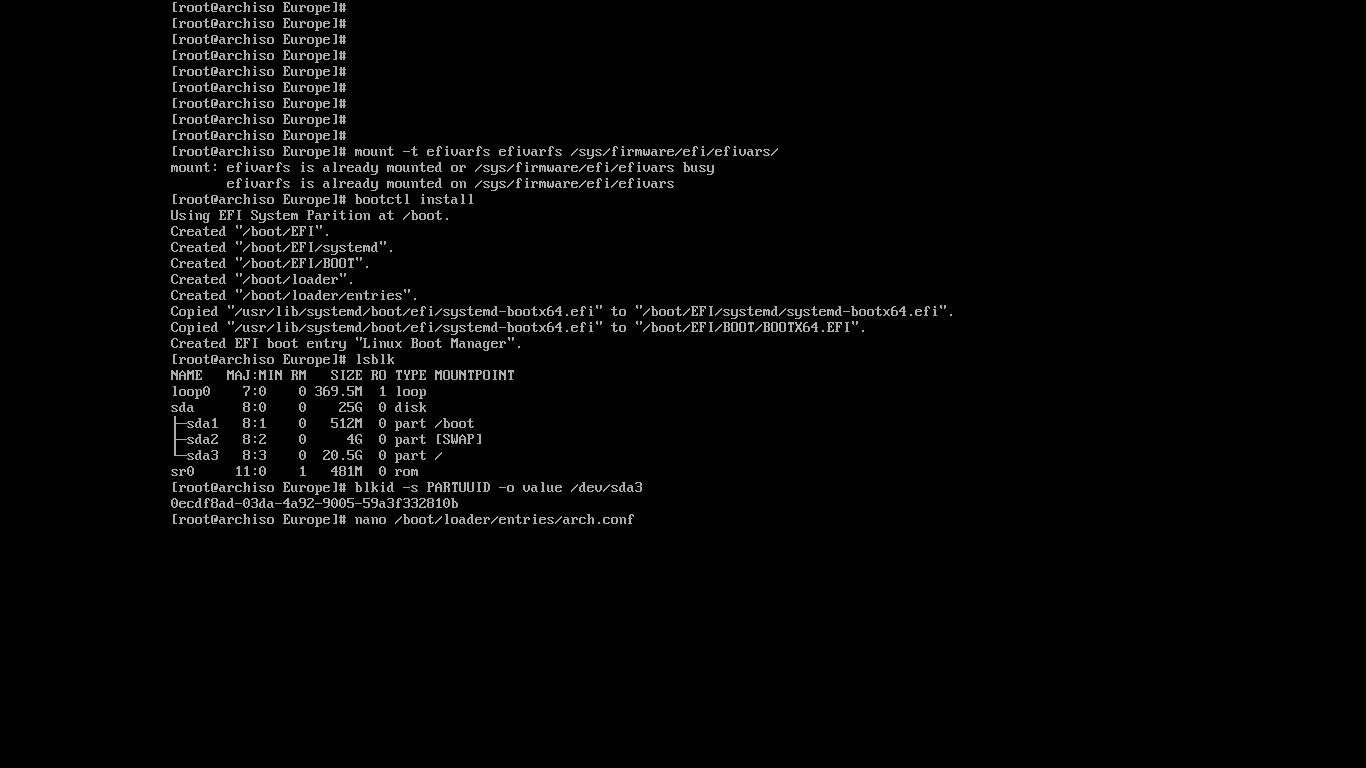 [root@archiso Europe]#
[root@archiso Europe]#
[root@archiso Europe]#
[root@archiso Europe]#
[root@archiso Europe]#
[root@archiso Europe]#
[root@archiso Europe]#
[root@archiso Europe]#
[root@archiso Europe]#
[root@archiso Europe]# mount -t efivarfs efivarfs /sys/firmware/efi/efivars/
mount: efivarfs is already mounted or /sys/firmware/efi/efivars busy
       efivarfs is already mounted on /sys/firmware/efi/efivars
[root@archiso Europe]# bootctl install
Using EFI System Parition at /boot.
Created "/boot/EFI".
Created "/boot/EFI/systemd".
Created "/boot/EFI/BOOT".
Created "/boot/loader".
Created "/boot/loader/entries".
Copied "/usr/lib/systemd/boot/efi/systemd-bootx64.efi" to "/boot/EFI/systemd/systemd-bootx64.efi".
Copied "/usr/lib/systemd/boot/efi/systemd-bootx64.efi" to "/boot/EFI/BOOT/BOOTX64.EFI".
Created EFI boot entry "Linux Boot Manager".
[root@archiso Europe]# lsblk
NAME   MAJ:MIN RM   SIZE RO TYPE MOUNTPOINT
loop0    7:0    0 369.5M  1 loop
sda      8:0    0    25G  0 disk
├─sda1   8:1    0   512M  0 part /boot
├─sda2   8:2    0     4G  0 part [SWAP]
└─sda3   8:3    0  20.5G  0 part /
sr0     11:0    1   481M  0 rom
[root@archiso Europe]# blkid -s PARTUUID -o value /dev/sda3
0ecdf8ad-03da-4a92-9005-59a3f332810b
[root@archiso Europe]# nano /boot/loader/entries/arch.conf